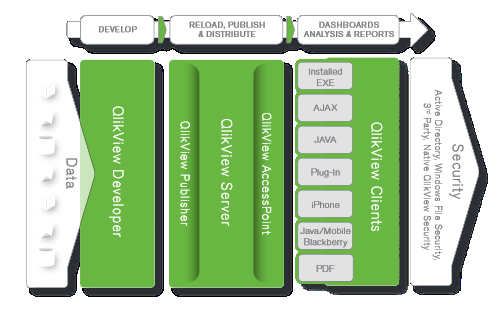 DEVELOP
RELOAD, PUBLISH
& DISTRIBUTE
DASHBOARDS
ANALYSIS & REPORTS
Data
QlikView Developer
QlikView Publisher
QlikView Server
QlikView AccessPoint
Installed
EXE
AJAX
JAVA
Plug-In
iPhone
Java/Mobile
Blackberry
PDF
QlikView Clients
Security
Active Directory, Windows File Security,
3rd Party, Native QlikView Security